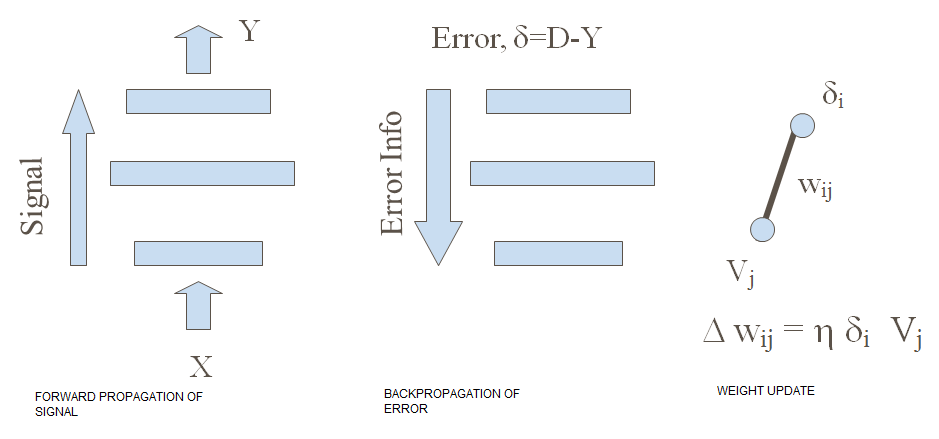 Y
Signal
X
FORWARD PROPAGATION OF
SIGNAL
Error, δ=D-Y
Error Info
BACKPROPAGATION OF
ERROR
δi
wij
Vj
Δ wij = η δi Vj
WEIGHT UPDATE